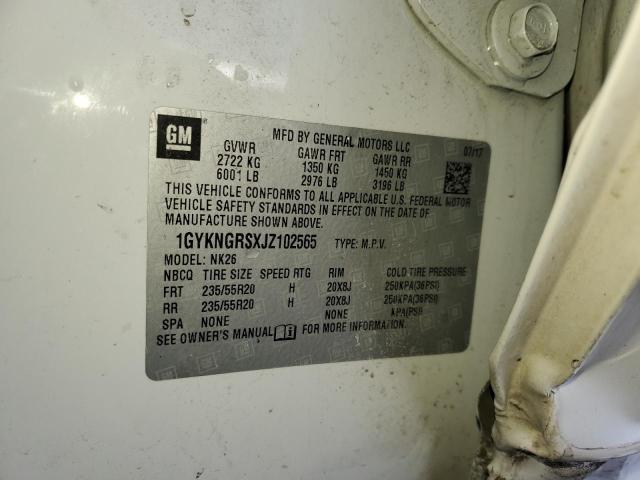 GM
MFD BY GENERAL MOTORS LLC
07/17
GVWR GAWR FRT GAWR RR
2722 KG 1350 KG 1450 KG
6001 LB 2976 LB 3196 LB
THIS VEHICLE CONFORMS TO ALL APPLICABLE U.S. FEDERAL MOTOR
VEHICLE SAFETY STANDARDS IN EFFECT ON THE DATE OF
MANUFACTURE SHOWN ABOVE.
1GYKNGRSXJZ102565 TYPE: M.P.V.
MODEL: NK26
NBCQ TIRE SIZE SPEED RTG RIM COLD TIRE PRESSURE
FRT 235/55R20 H 20X8J 250KPA(36PSI)
RR 235/55R20 H 20X8J 250KPA(36PSI)
SPA NONE NONE KPA(PSI)
SEE OWNER'S MANUAL FOR MORE INFORMATION.